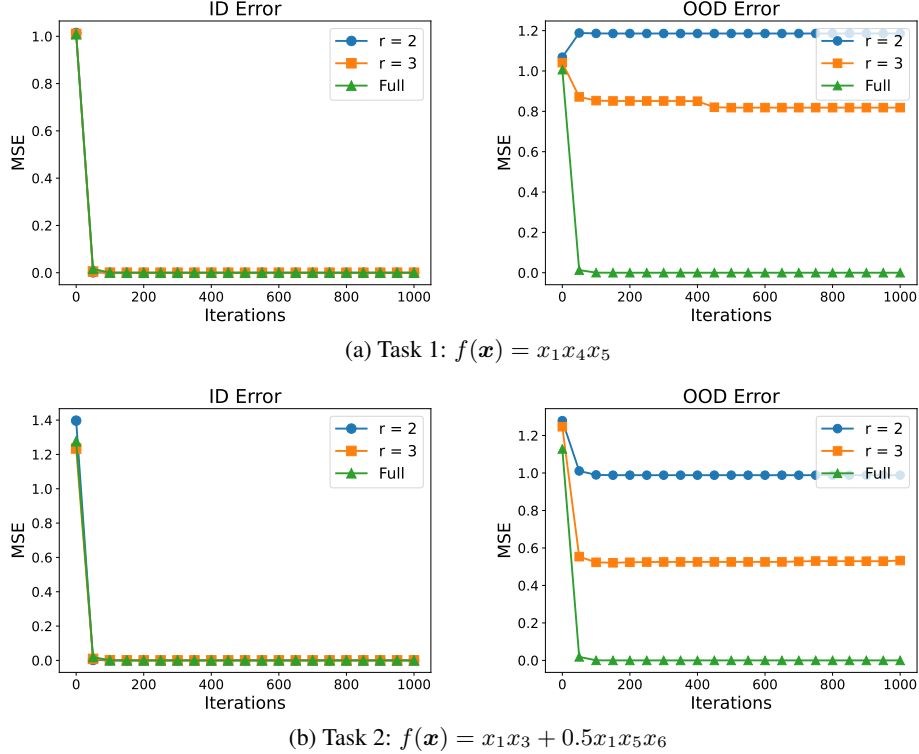 ID Error
OOD Error
MSE
1.0
0.8
0.6
0.4
0.2
0.0
0 200 400 600 800 1000
Iterations
r = 2
r = 3
Full
MSE
1.2
1.0
0.8
0.6
0.4
0.2
0.0
0 200 400 600 800 1000
Iterations
r = 2
r = 3
Full
(a) Task 1: f(x) = x₁x₄x₅
ID Error
OOD Error
MSE
1.4
1.2
1.0
0.8
0.6
0.4
0.2
0.0
0 200 400 600 800 1000
Iterations
r = 2
r = 3
Full
MSE
1.2
1.0
0.8
0.6
0.4
0.2
0.0
0 200 400 600 800 1000
Iterations
r = 2
r = 3
Full
(b) Task 2: f(x) = x₁x₃ + 0.5x₁x₅x₆